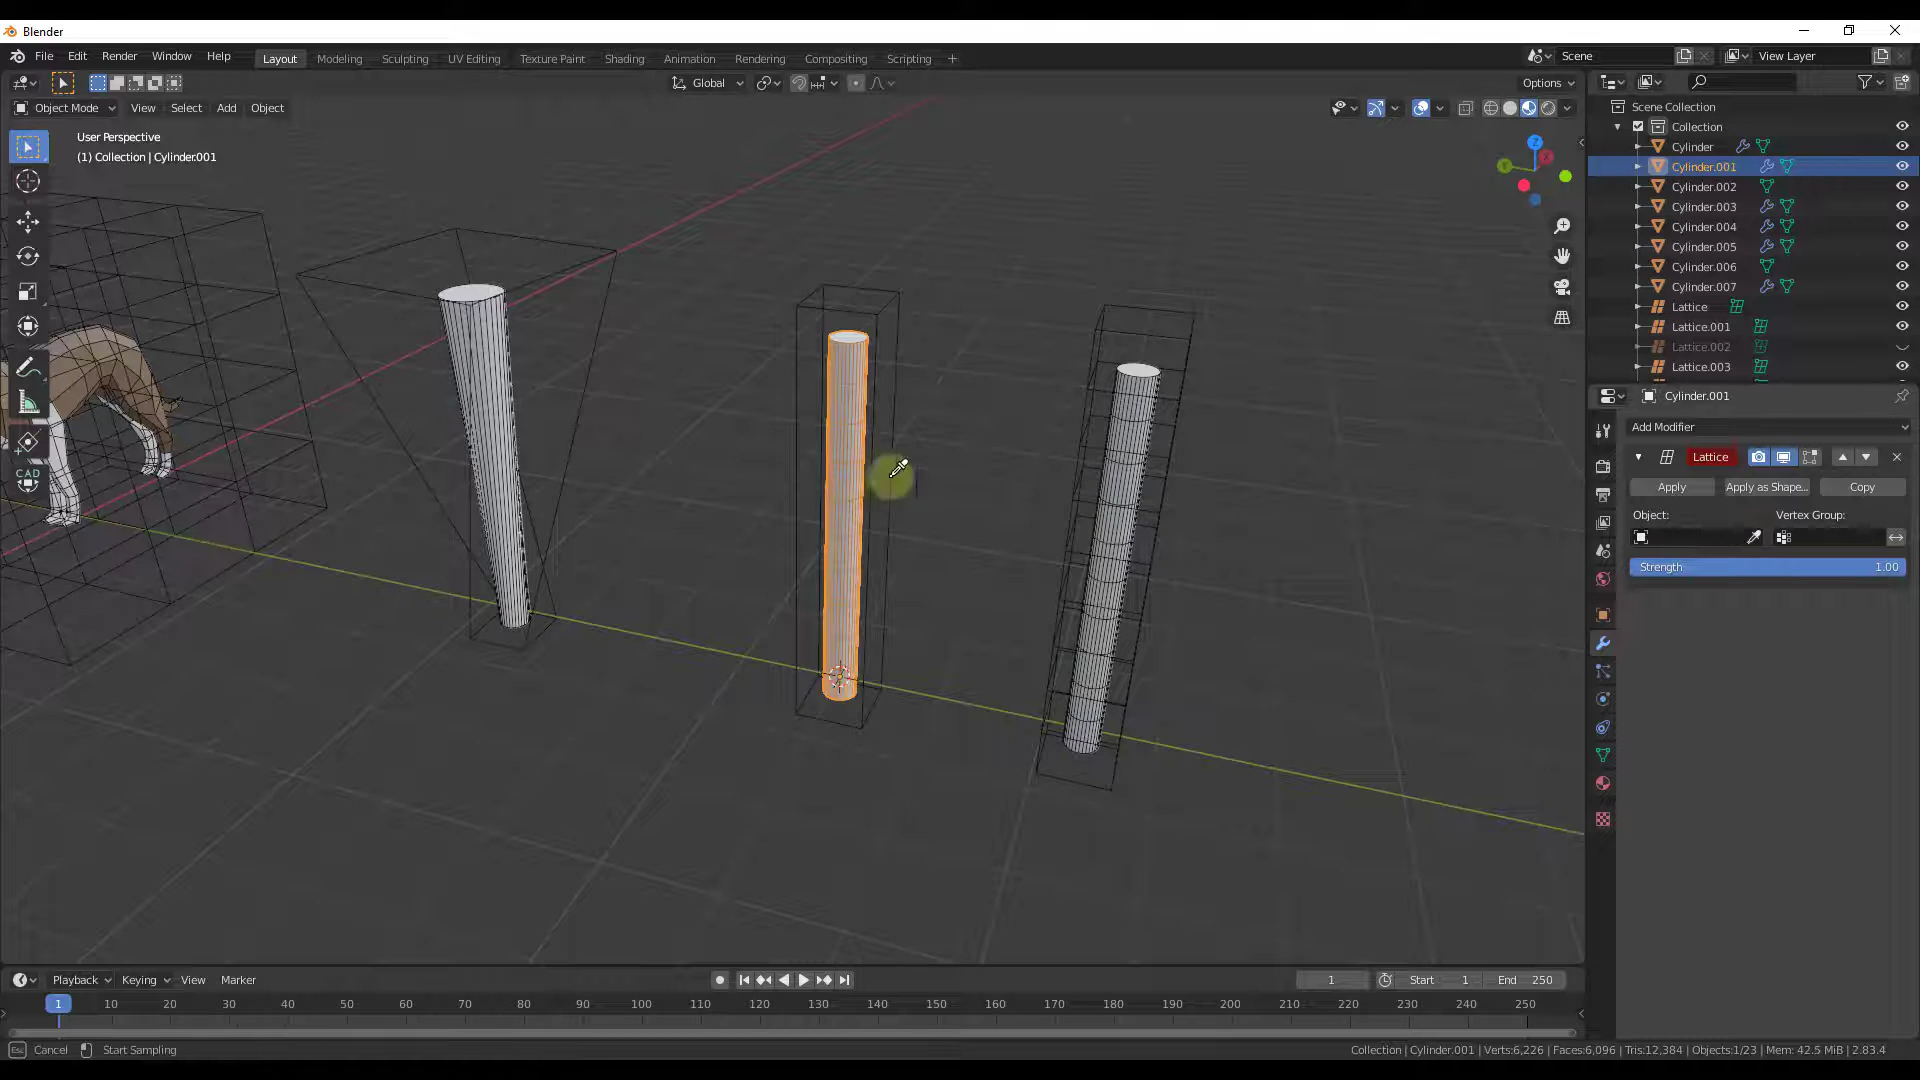 Blender
File Edit Render Window Help
Layout Modeling Sculpting UV Editing Texture Paint Shading Animation Rendering Compositing Scripting +
Scene
View Layer
Global
Options
Object Mode View Select Add Object
User Perspective
(1) Collection | Cylinder.001
Z
Y
X
CAD
Scene Collection
Collection
Cylinder
Cylinder.001
Cylinder.002
Cylinder.003
Cylinder.004
Cylinder.005
Cylinder.006
Cylinder.007
Lattice
Lattice.001
Lattice.002
Lattice.003
Cylinder.001
Add Modifier
Lattice
Apply Apply as Shape... Copy
Object: Vertex Group:
Strength 1.00
Playback Keying View Marker
1 Start 1 End 250
1 10 20 30 40 50 60 70 80 90 100 110 120 130 140 150 160 170 180 190 200 210 220 230 240 250
Esc Cancel Start Sampling
Collection | Cylinder.001 | Verts:6,226 | Faces:6,096 | Tris:12,384 | Objects:1/23 | Mem: 42.5 MiB | 2.83.4